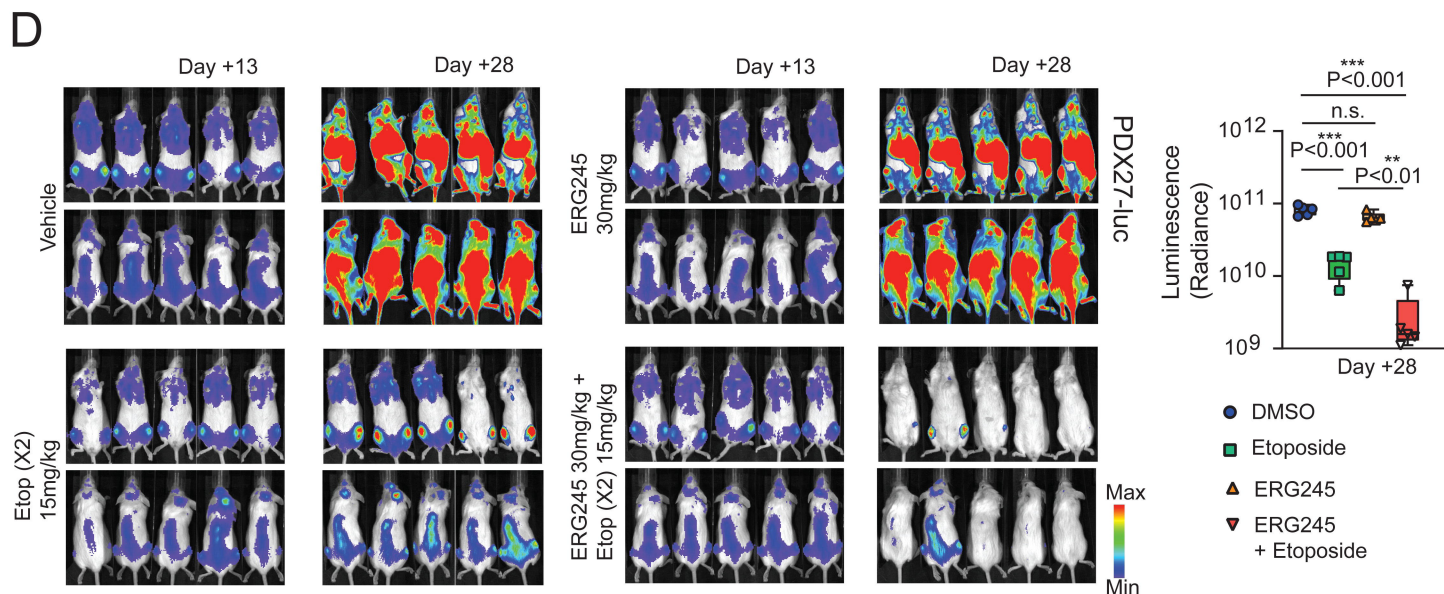 D
Day +13
Day +28
Day +13
Day +28
Vehicle
ERG245
30mg/kg
PDX27-luc
Etop (X2)
15mg/kg
ERG245 30mg/kg +
Etop (X2) 15mg/kg
Max
Min
***
P<0.001
n.s.
***
P<0.001
**
P<0.01
Luminescence
(Radiance)
10¹²
10¹¹
10¹⁰
10⁹
Day +28
DMSO
Etoposide
ERG245
ERG245
+ Etoposide